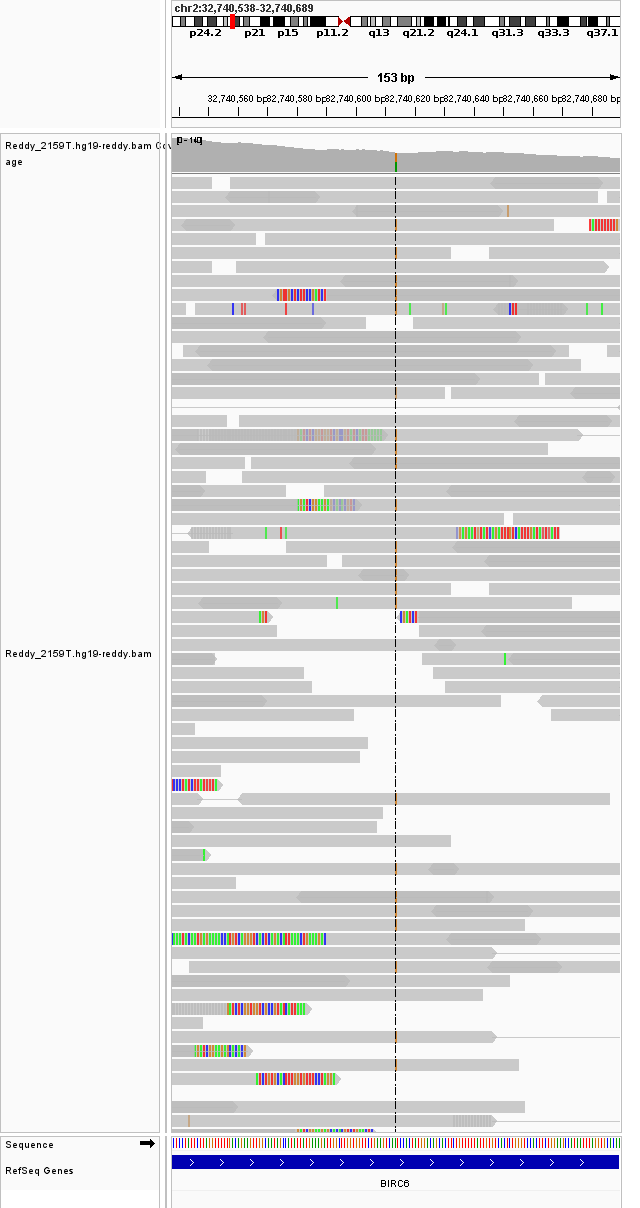 chr2:32,740,538-32,740,689
p24.2 p21 p15 p11.2 q13 q21.2 q24.1 q31.3 q33.3 q37.1
153 bp
32,740,560 bp 32,740,580 bp 32,740,600 bp 32,740,620 bp 32,740,640 bp 32,740,660 bp 32,740,680 bp
Reddy_2159T.hg19-reddy.bam Cov
age
[0 - 140]
Reddy_2159T.hg19-reddy.bam
Sequence
RefSeq Genes
BIRC6